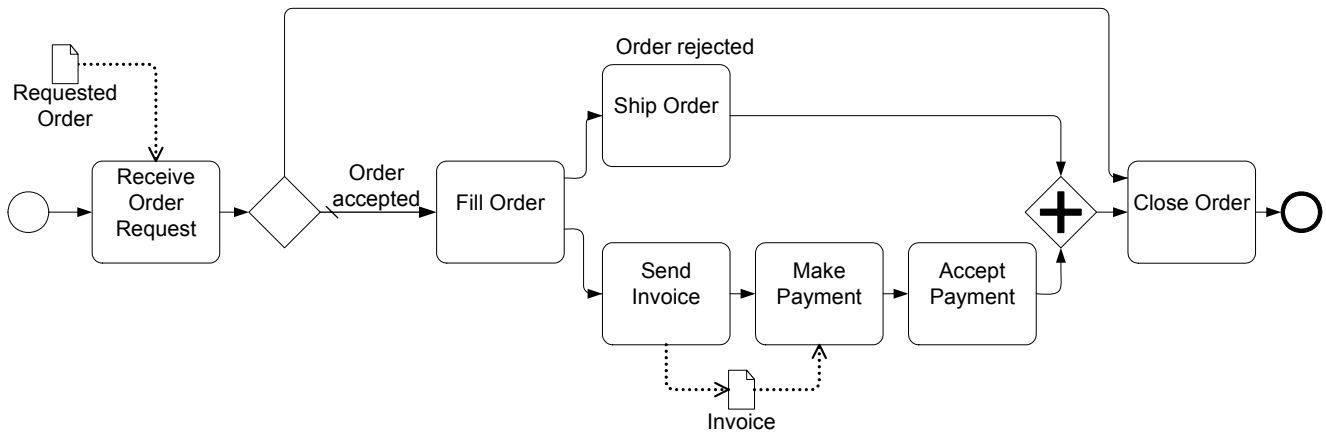 Order rejected
Requested
Order
Ship Order
Receive
Order
Request
Order
accepted
Fill Order
Close Order
Send
Invoice
Make
Payment
Accept
Payment
Invoice